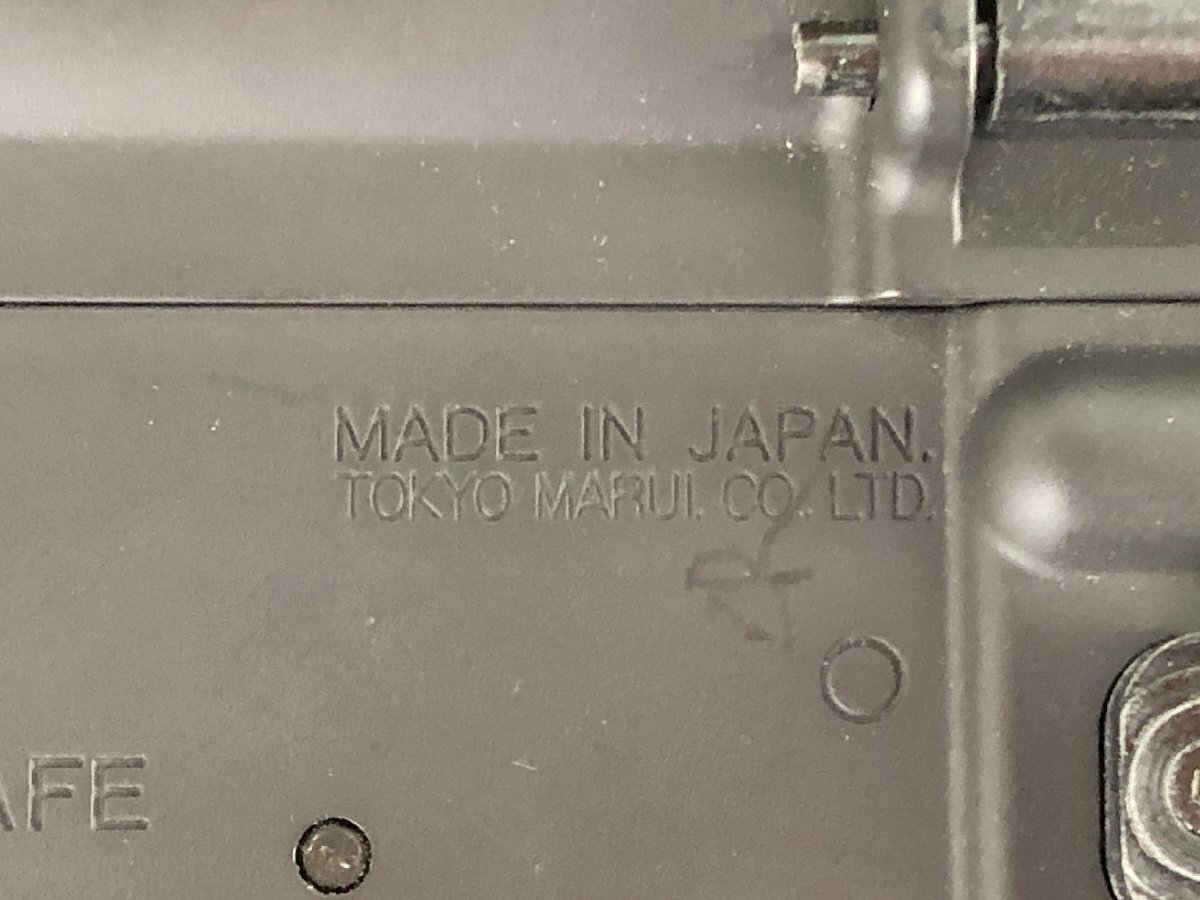 MADE IN JAPAN.
TOKYO MARUI. CO. LTD.
AFE